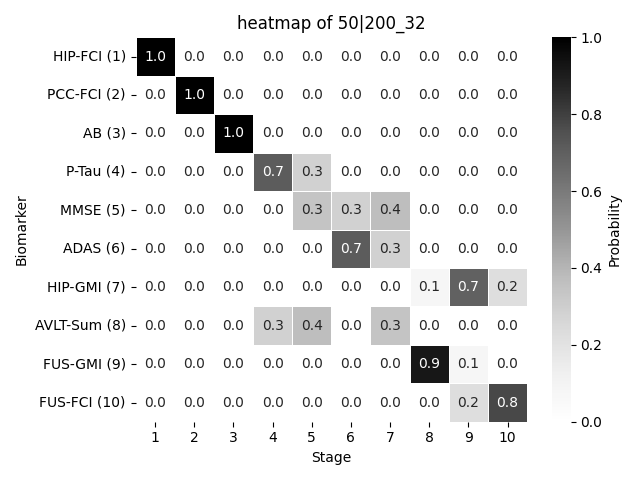 heatmap of 50|200_32
HIP-FCI (1) 1.0 0.0 0.0 0.0 0.0 0.0 0.0 0.0 0.0 0.0
PCC-FCI (2) 0.0 1.0 0.0 0.0 0.0 0.0 0.0 0.0 0.0 0.0
AB (3) 0.0 0.0 1.0 0.0 0.0 0.0 0.0 0.0 0.0 0.0
P-Tau (4) 0.0 0.0 0.0 0.7 0.3 0.0 0.0 0.0 0.0 0.0
MMSE (5) 0.0 0.0 0.0 0.0 0.3 0.3 0.4 0.0 0.0 0.0
ADAS (6) 0.0 0.0 0.0 0.0 0.0 0.7 0.3 0.0 0.0 0.0
HIP-GMI (7) 0.0 0.0 0.0 0.0 0.0 0.0 0.0 0.1 0.7 0.2
AVLT-Sum (8) 0.0 0.0 0.0 0.3 0.4 0.0 0.3 0.0 0.0 0.0
FUS-GMI (9) 0.0 0.0 0.0 0.0 0.0 0.0 0.0 0.9 0.1 0.0
FUS-FCI (10) 0.0 0.0 0.0 0.0 0.0 0.0 0.0 0.0 0.2 0.8
1 2 3 4 5 6 7 8 9 10
Stage
Biomarker
1.0
0.8
0.6
0.4
0.2
0.0
Probability